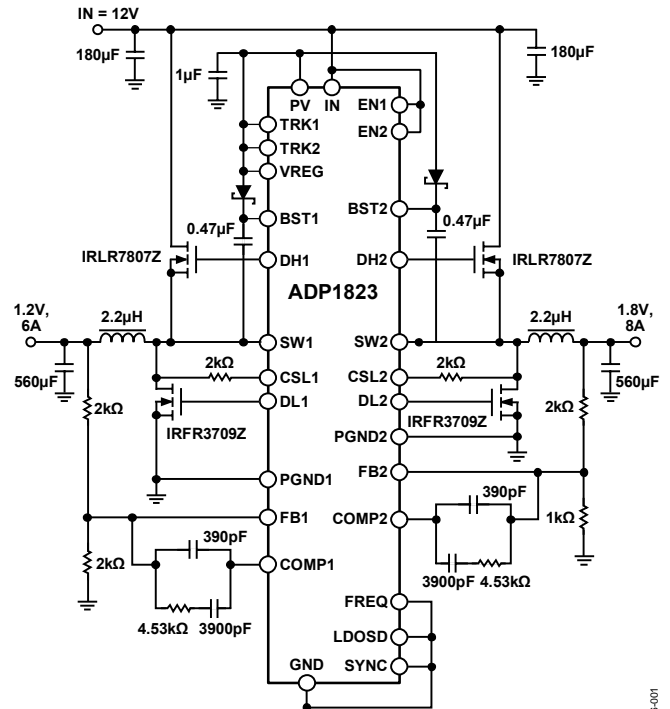 IN = 12V
180µF
1µF
180µF
PV
IN
EN1
EN2
TRK1
TRK2
VREG
BST1
BST2
0.47µF
0.47µF
IRLR7807Z
DH1
DH2
IRLR7807Z
ADP1823
1.2V,
6A
2.2µH
SW1
SW2
2.2µH
1.8V,
8A
560µF
2kΩ
CSL1
CSL2
2kΩ
560µF
2kΩ
DL1
DL2
2kΩ
IRFR3709Z
IRFR3709Z
PGND2
PGND1
FB2
FB1
390pF
COMP2
1kΩ
2kΩ
390pF
COMP1
3900pF
4.53kΩ
4.53kΩ
3900pF
FREQ
LDOSD
GND
SYNC